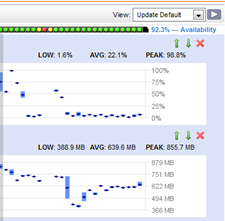 View: Update Default
92.3% — Availability
LOW: 1.6% AVG: 22.1% PEAK: 98.8%
100%
75%
50%
25%
0%
LOW: 388.9 MB AVG: 639.6 MB PEAK: 855.7 MB
879 MB
751 MB
622 MB
494 MB
366 MB